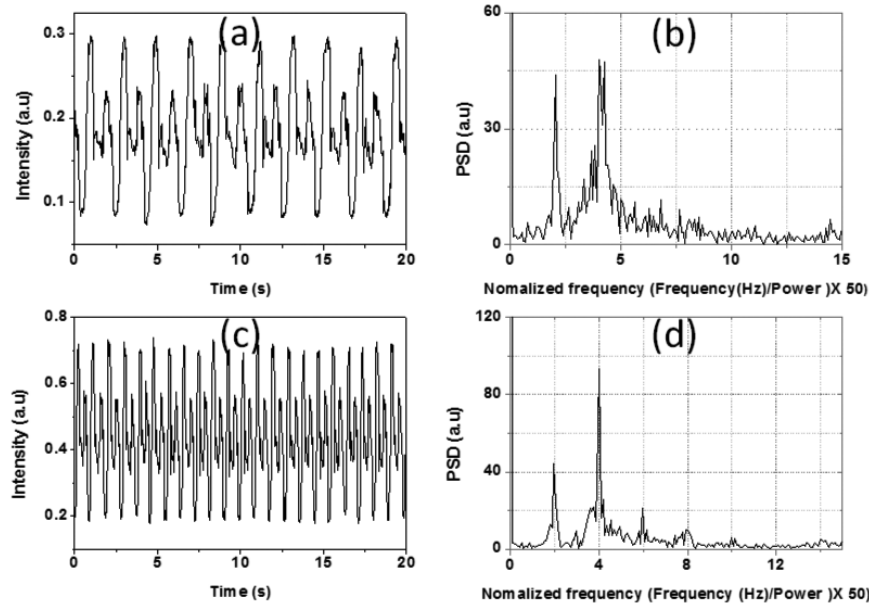 (a)
0.3
0.2
0.1
Intensity (a.u)
0 5 10 15 20
Time (s)
(b)
60
30
0
PSD (a.u)
0 5 10 15
Nomalized frequency (Frequency(Hz)/Power )X 50)
(c)
0.8
0.6
0.4
0.2
Intensity (a.u)
0 5 10 15 20
Time (s)
(d)
120
80
40
0
PSD (a.u)
0 4 8 12
Nomalized frequency (Frequency (Hz)/Power )X 50)